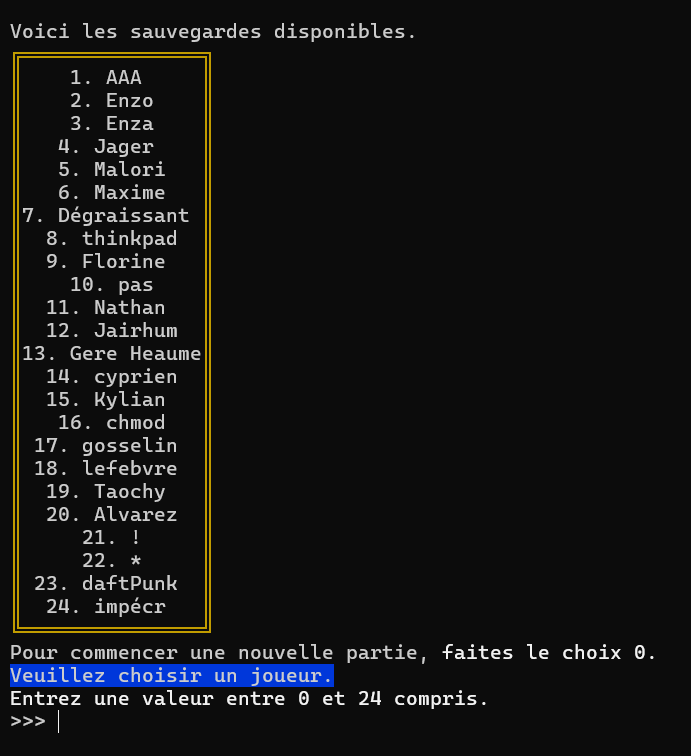 Voici les sauvegardes disponibles.
1. AAA
2. Enzo
3. Enza
4. Jager
5. Malori
6. Maxime
7. Dégraissant
8. thinkpad
9. Florine
10. pas
11. Nathan
12. Jairhum
13. Gere Heaume
14. cyprien
15. Kylian
16. chmod
17. gosselin
18. lefebvre
19. Taochy
20. Alvarez
21. !
22. *
23. daftPunk
24. impécr
Pour commencer une nouvelle partie, faites le choix 0.
Veuillez choisir un joueur.
Entrez une valeur entre 0 et 24 compris.
>>>